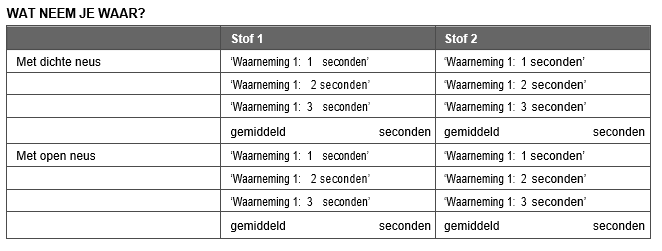 WAT NEEM JE WAAR?
Stof 1 Stof 2
Met dichte neus ‘Waarneming 1: 1 seconden’ ‘Waarneming 1: 1 seconden’
‘Waarneming 1: 2 seconden’ ‘Waarneming 1: 2 seconden’
‘Waarneming 1: 3 seconden’ ‘Waarneming 1: 3 seconden’
gemiddeld seconden gemiddeld seconden
Met open neus ‘Waarneming 1: 1 seconden’ ‘Waarneming 1: 1 seconden’
‘Waarneming 1: 2 seconden’ ‘Waarneming 1: 2 seconden’
‘Waarneming 1: 3 seconden’ ‘Waarneming 1: 3 seconden’
gemiddeld seconden gemiddeld seconden